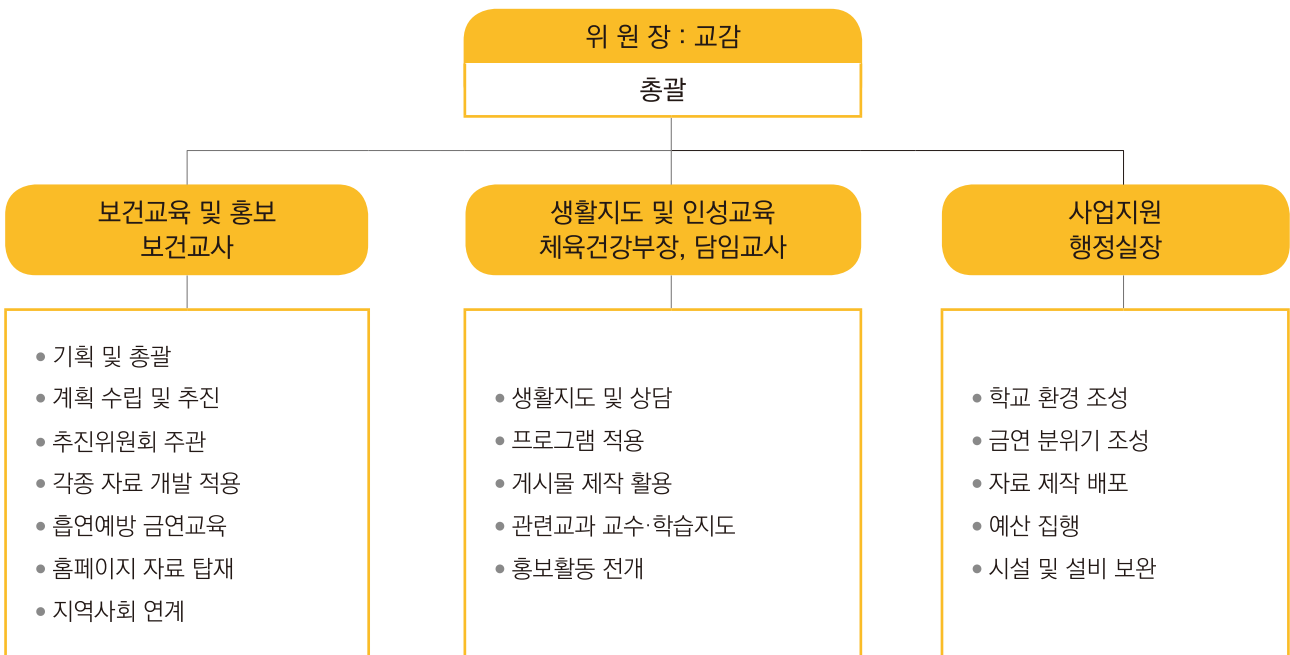 위 원 장 : 교감
총괄
보건교육 및 홍보
보건교사
● 기획 및 총괄
● 계획 수립 및 추진
● 추진위원회 주관
● 각종 자료 개발 적용
● 흡연예방 금연교육
● 홈페이지 자료 탑재
● 지역사회 연계
생활지도 및 인성교육
체육건강부장, 담임교사
● 생활지도 및 상담
● 프로그램 적용
● 게시물 제작 활용
● 관련교과 교수·학습지도
● 홍보활동 전개
사업지원
행정실장
● 학교 환경 조성
● 금연 분위기 조성
● 자료 제작 배포
● 예산 집행
● 시설 및 설비 보완